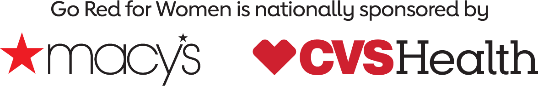 Go Red for Women is nationally sponsored by
macy's CVSHealth